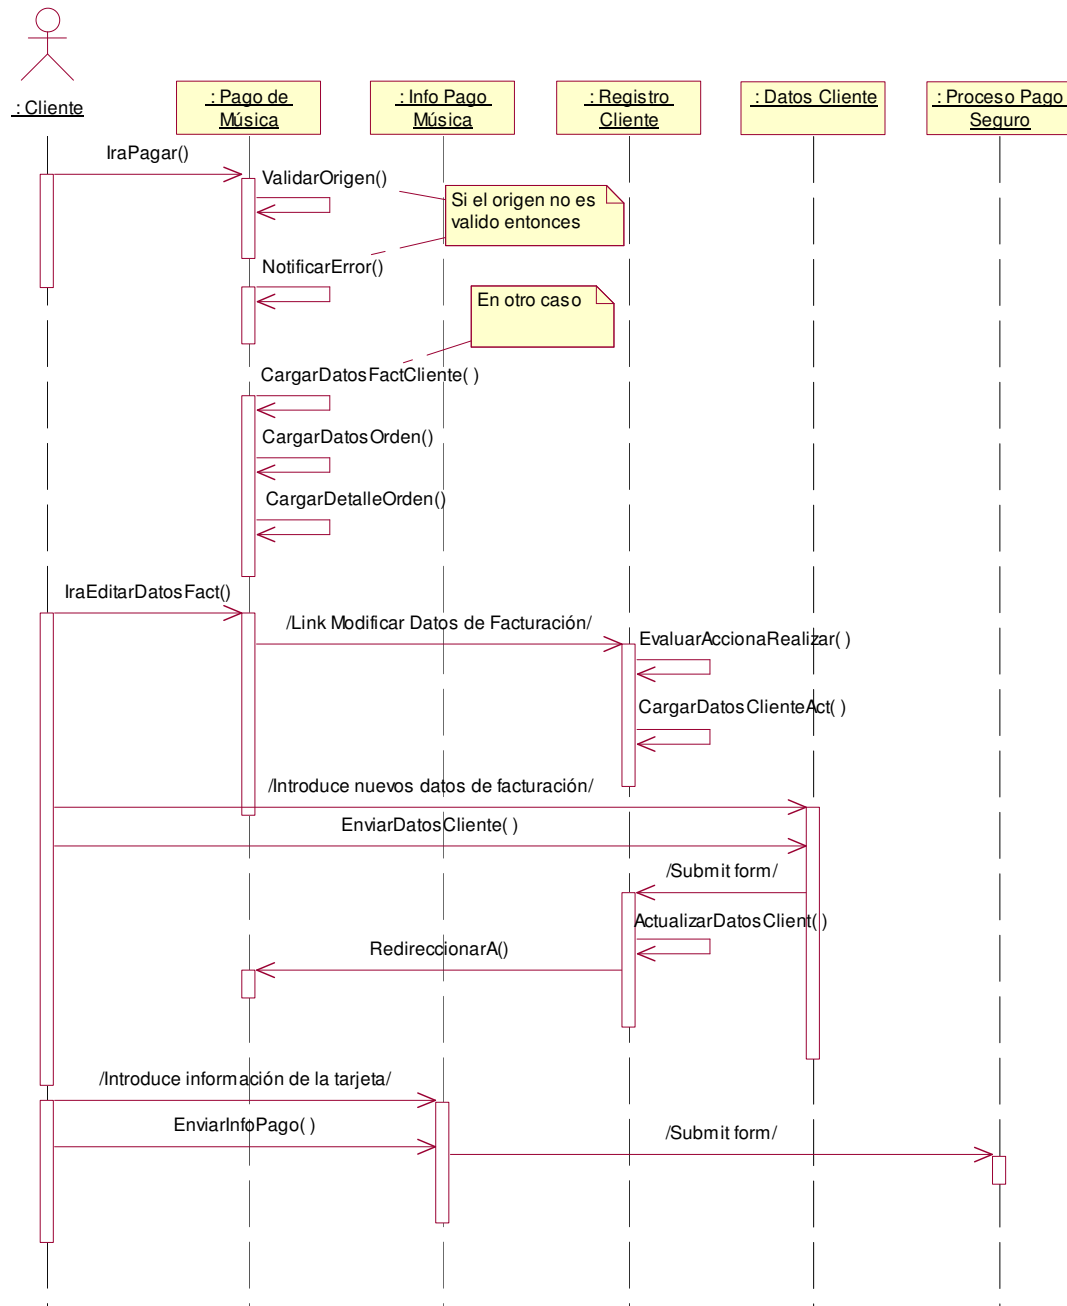 : Cliente
: Pago de
Música
: Info Pago
Música
: Registro
Cliente
: Datos Cliente
: Proceso Pago
Seguro
IraPagar()
ValidarOrigen()
Si el origen no es
valido entonces
NotificarError()
En otro caso
CargarDatosFactCliente( )
CargarDatosOrden()
CargarDetalleOrden()
IraEditarDatosFact()
/Link Modificar Datos de Facturación/
EvaluarAccionaRealizar( )
CargarDatosClienteAct( )
/Introduce nuevos datos de facturación/
EnviarDatosCliente( )
/Submit form/
ActualizarDatosClient( )
RedireccionarA()
/Introduce información de la tarjeta/
EnviarInfoPago( )
/Submit form/